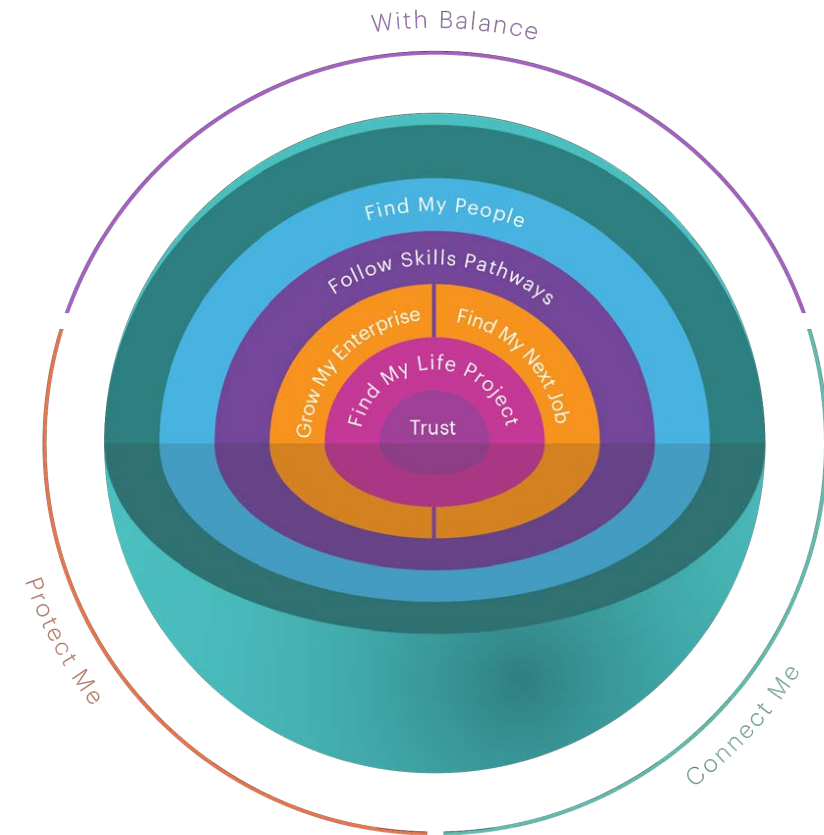 With Balance
Find My People
Follow Skills Pathways
Grow My Enterprise
Find My Next Job
Find My Life Project
Trust
Protect Me
Connect Me